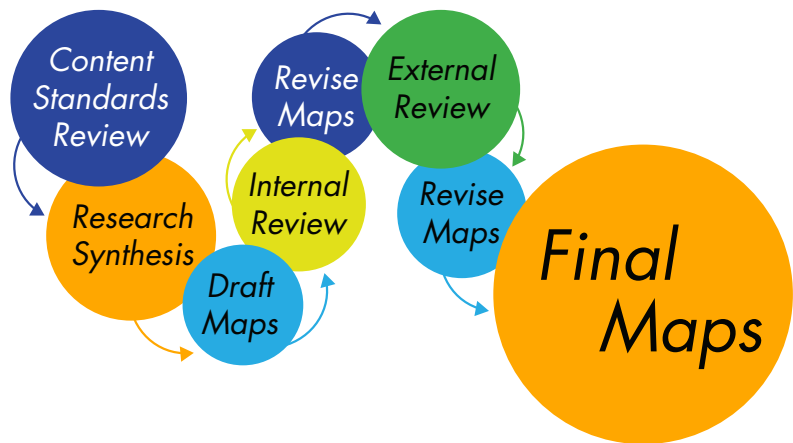 Content
Standards
Review
Research
Synthesis
Draft
Maps
Internal
Review
Revise
Maps
External
Review
Revise
Maps
Final
Maps